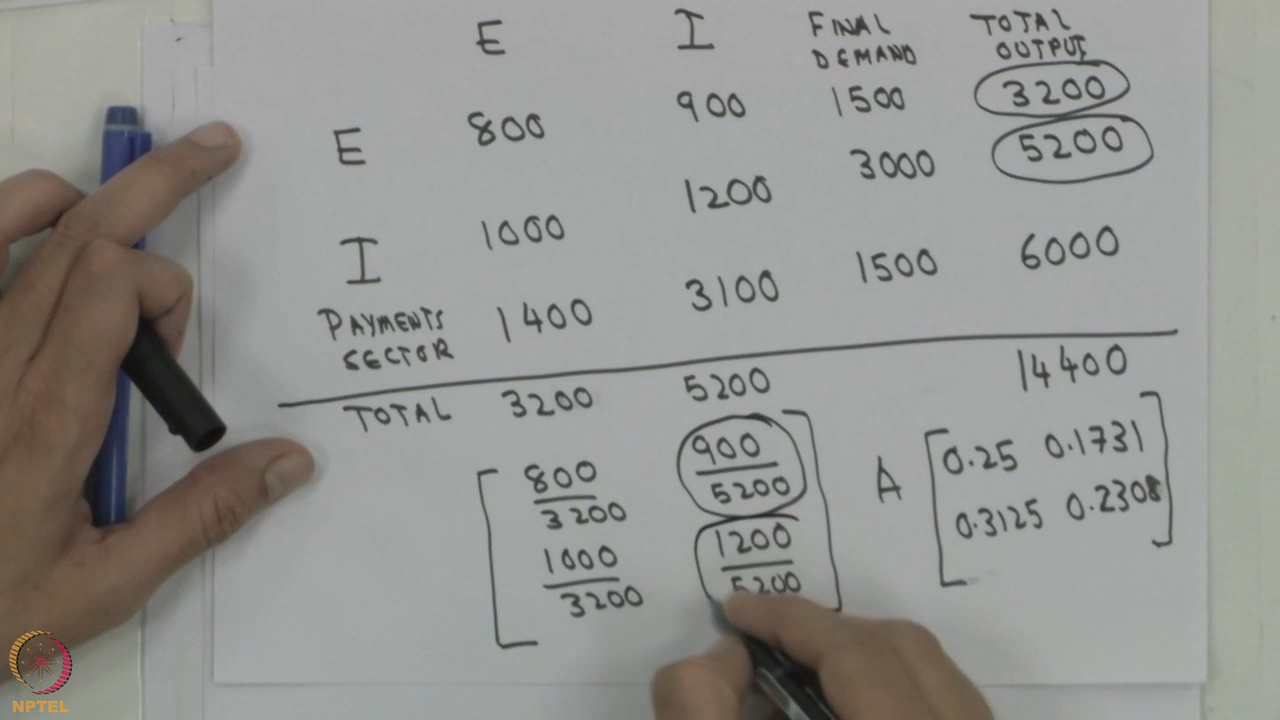 E I FINAL DEMAND TOTAL OUTPUT
E 800 900 1500 3200
I 1000 1200 3000 5200
PAYMENTS SECTOR 1400 3100 1500 6000
TOTAL 3200 5200 14400
800 900 A 0.25 0.1731
3200 5200
1000 1200 0.3125 0.2308
3200 5200
NPTEL